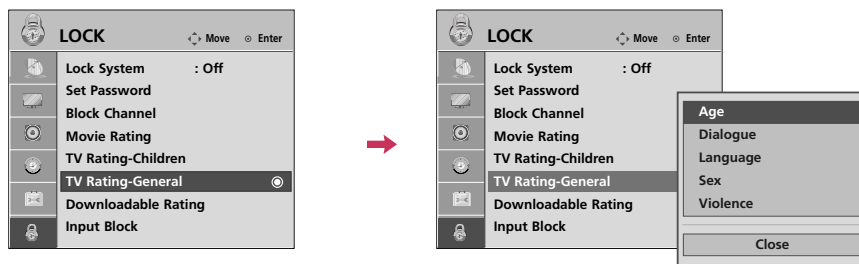 LOCK Move Enter
Lock System : Off
Set Password
Block Channel
Movie Rating
TV Rating-Children
TV Rating-General
Downloadable Rating
Input Block
LOCK Move Enter
Lock System : Off
Set Password
Block Channel
Movie Rating
TV Rating-Children
TV Rating-General
Downloadable Rating
Input Block
Age
Dialogue
Language
Sex
Violence
Close